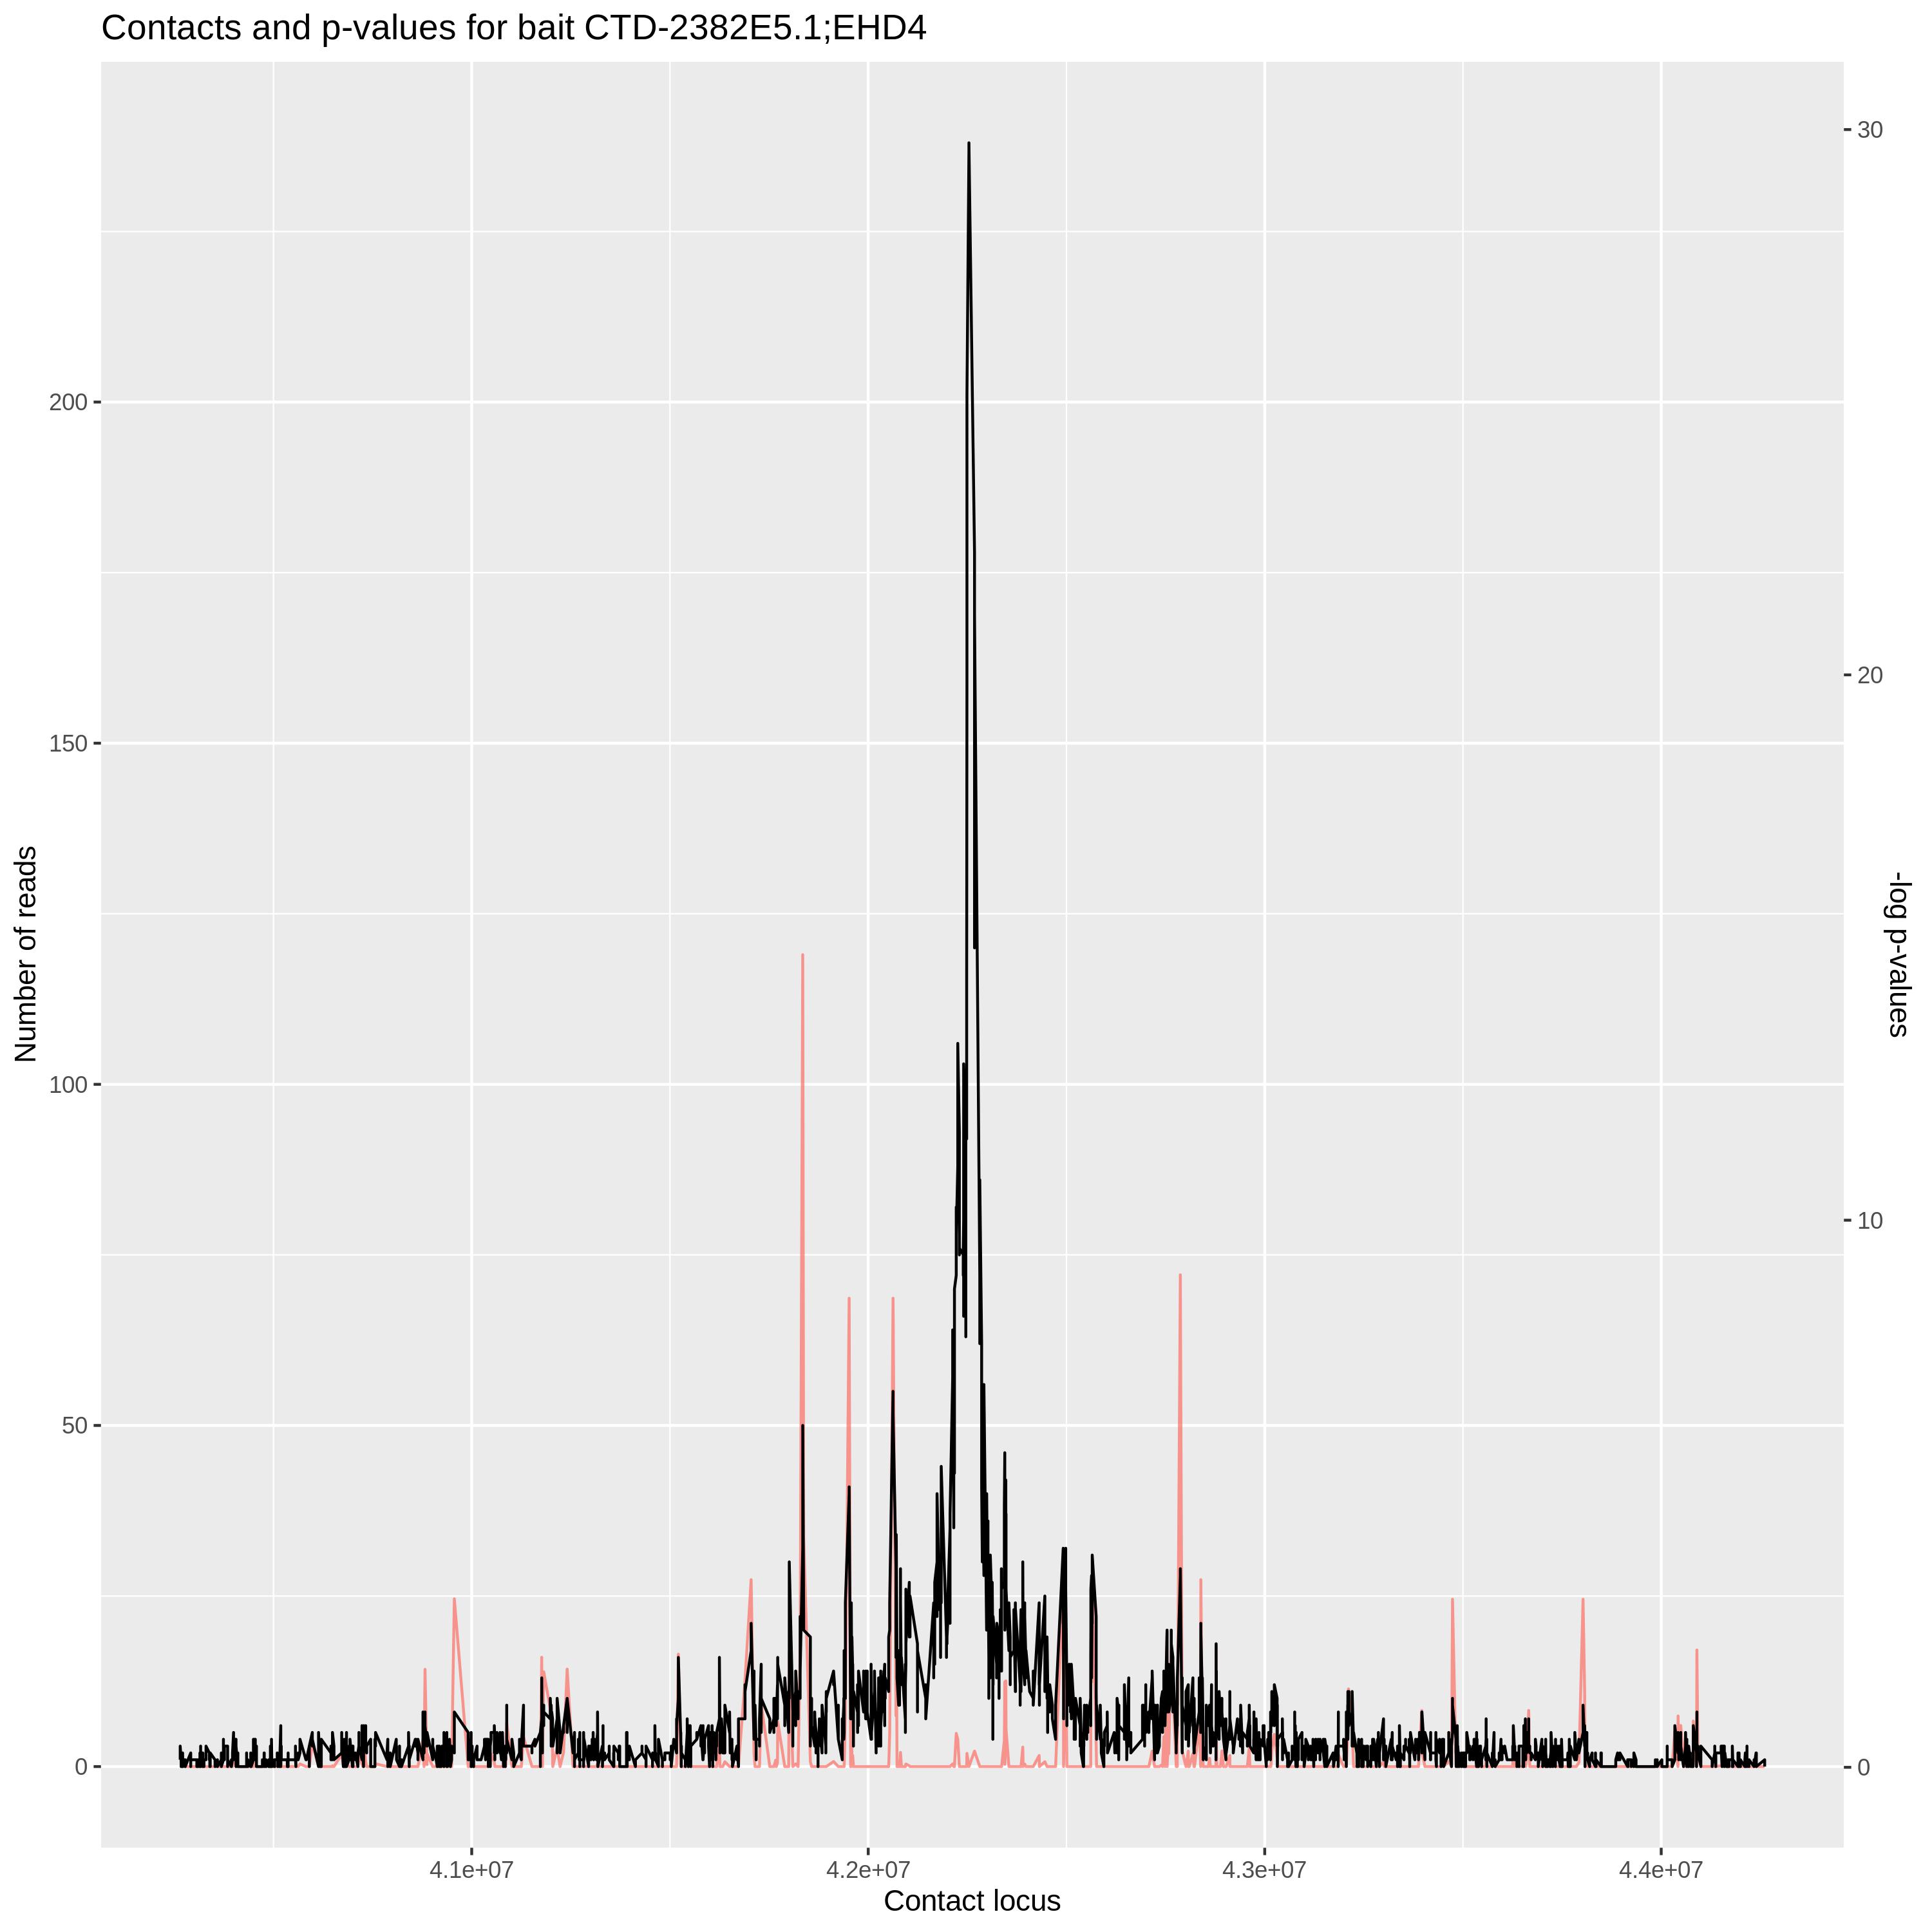 Contacts and p-values for bait CTD-2382E5.1;EHD4
Number of reads
200
150
100
50
0
30
20
10
0
-log p-values
4.1e+07
4.2e+07
4.3e+07
4.4e+07
Contact locus